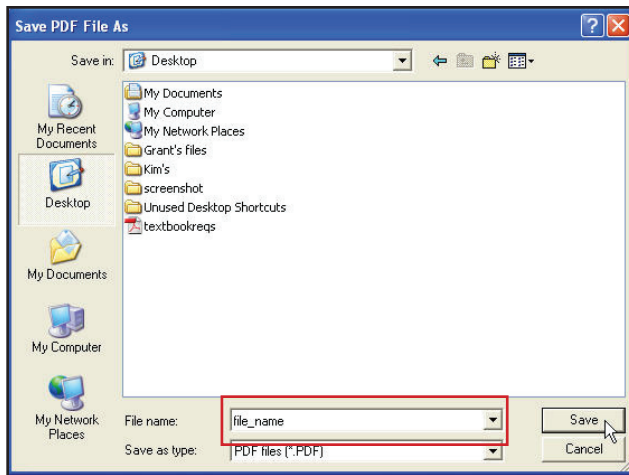 Save PDF File As
Save in: Desktop
My Recent
Documents
Desktop
My Documents
My Computer
My Network
Places
My Documents
My Computer
My Network Places
Grant's files
Kim's
screenshot
Unused Desktop Shortcuts
textbookreqs
File name: file_name Save
Save as type: PDF files (*.PDF) Cancel